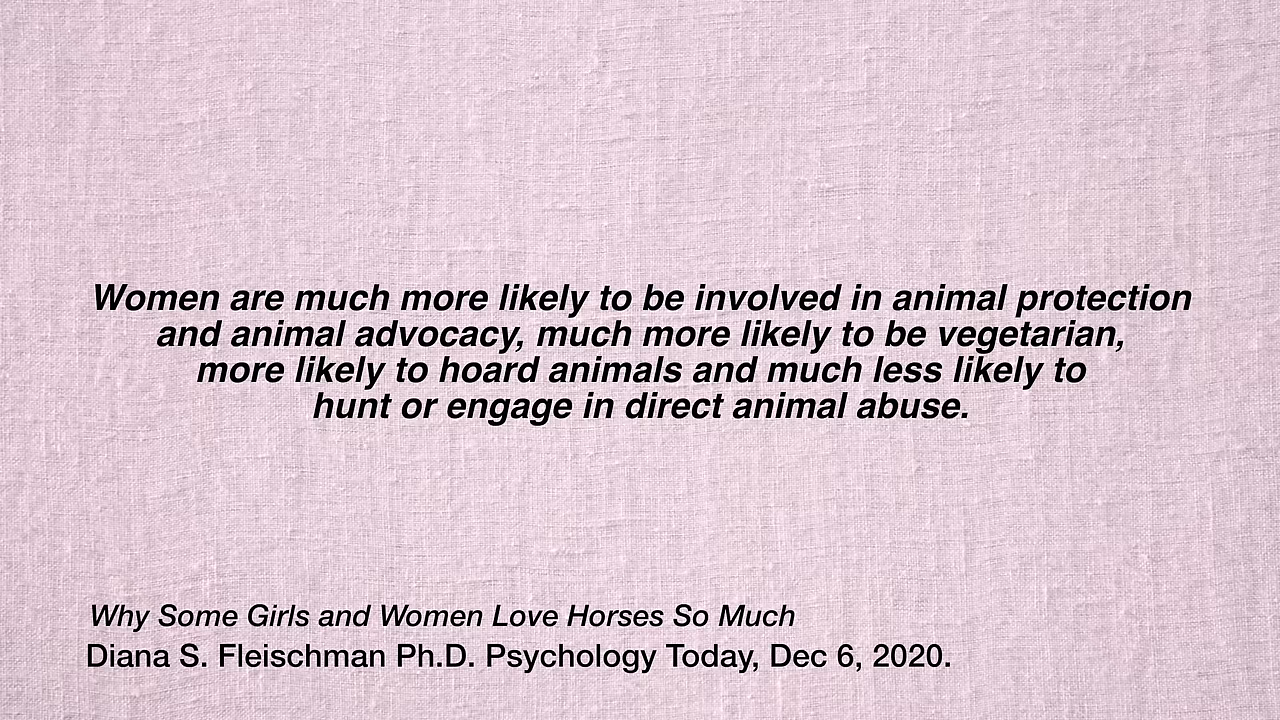 Women are much more likely to be involved in animal protection
and animal advocacy, much more likely to be vegetarian,
more likely to hoard animals and much less likely to
hunt or engage in direct animal abuse.
Why Some Girls and Women Love Horses So Much
Diana S. Fleischman Ph.D. Psychology Today, Dec 6, 2020.